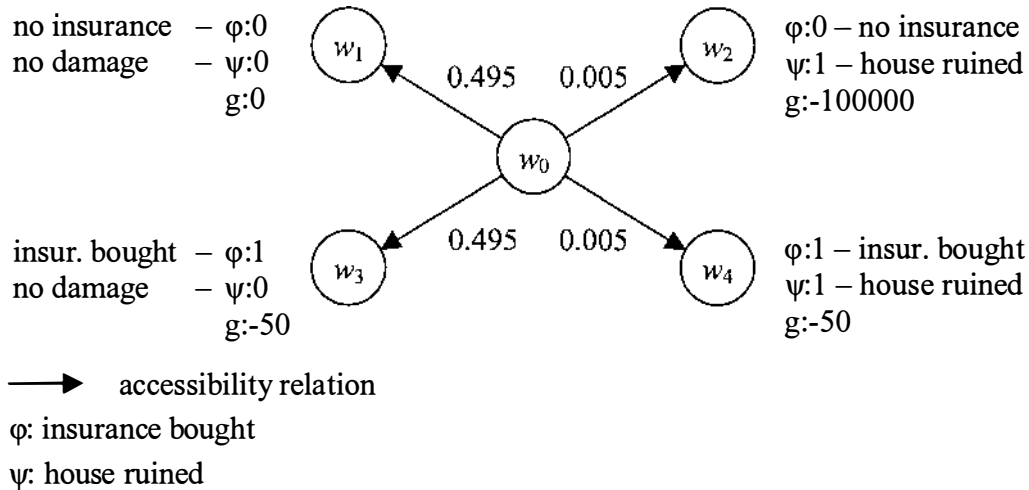 no insurance – φ:0
no damage – ψ:0
g:0
w1
w2
φ:0 – no insurance
ψ:1 – house ruined
g:-100000
0.495 0.005
w0
0.495 0.005
insur. bought – φ:1
no damage – ψ:0
g:-50
w3
w4
φ:1 – insur. bought
ψ:1 – house ruined
g:-50
accessibility relation
φ: insurance bought
ψ: house ruined